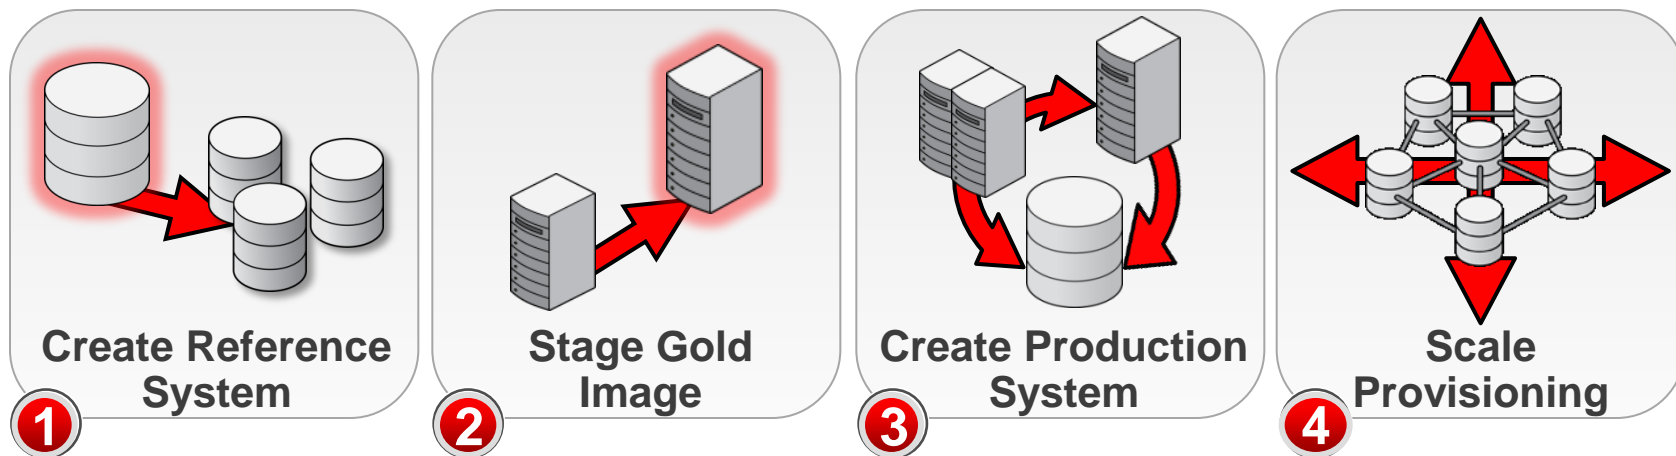 Create Reference
System
1
Stage Gold
Image
2
Create Production
System
3
Scale
Provisioning
4